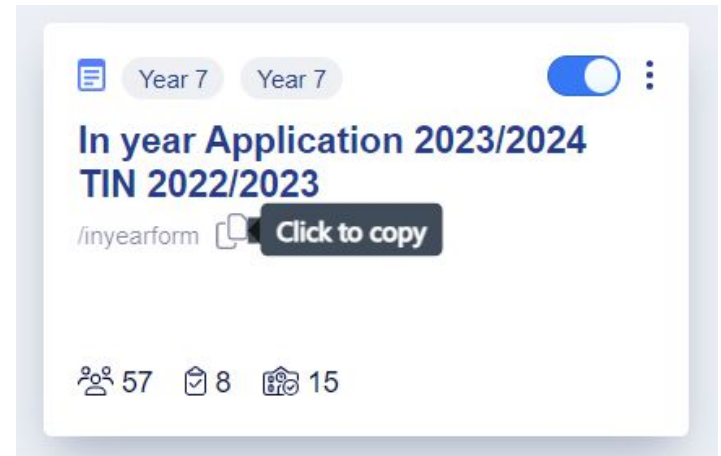 Year 7 Year 7
In year Application 2023/2024
TIN 2022/2023
/inyearform Click to copy
57 8 15